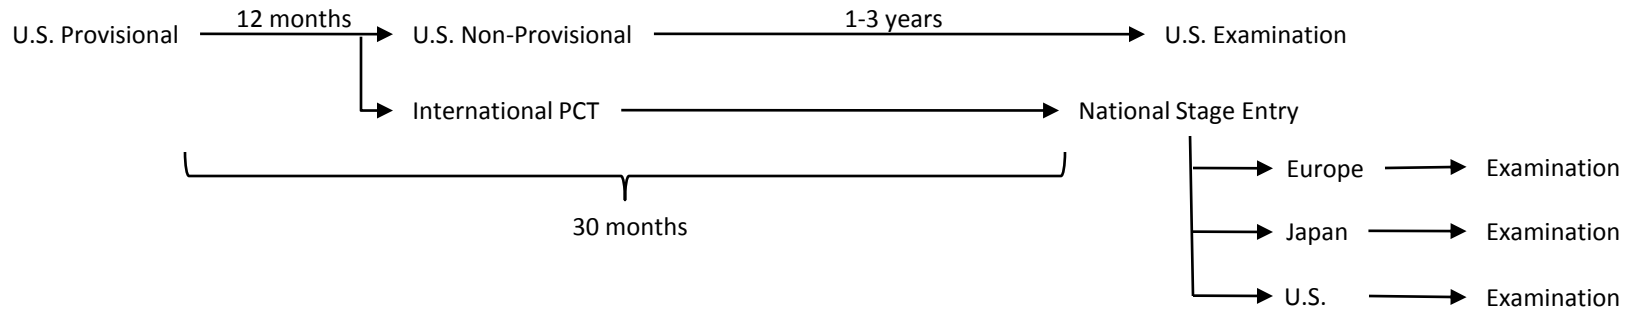 12 months
1-3 years
U.S. Provisional
U.S. Non-Provisional
U.S. Examination
International PCT
National Stage Entry
Europe
Examination
30 months
Japan
Examination
U.S.
Examination